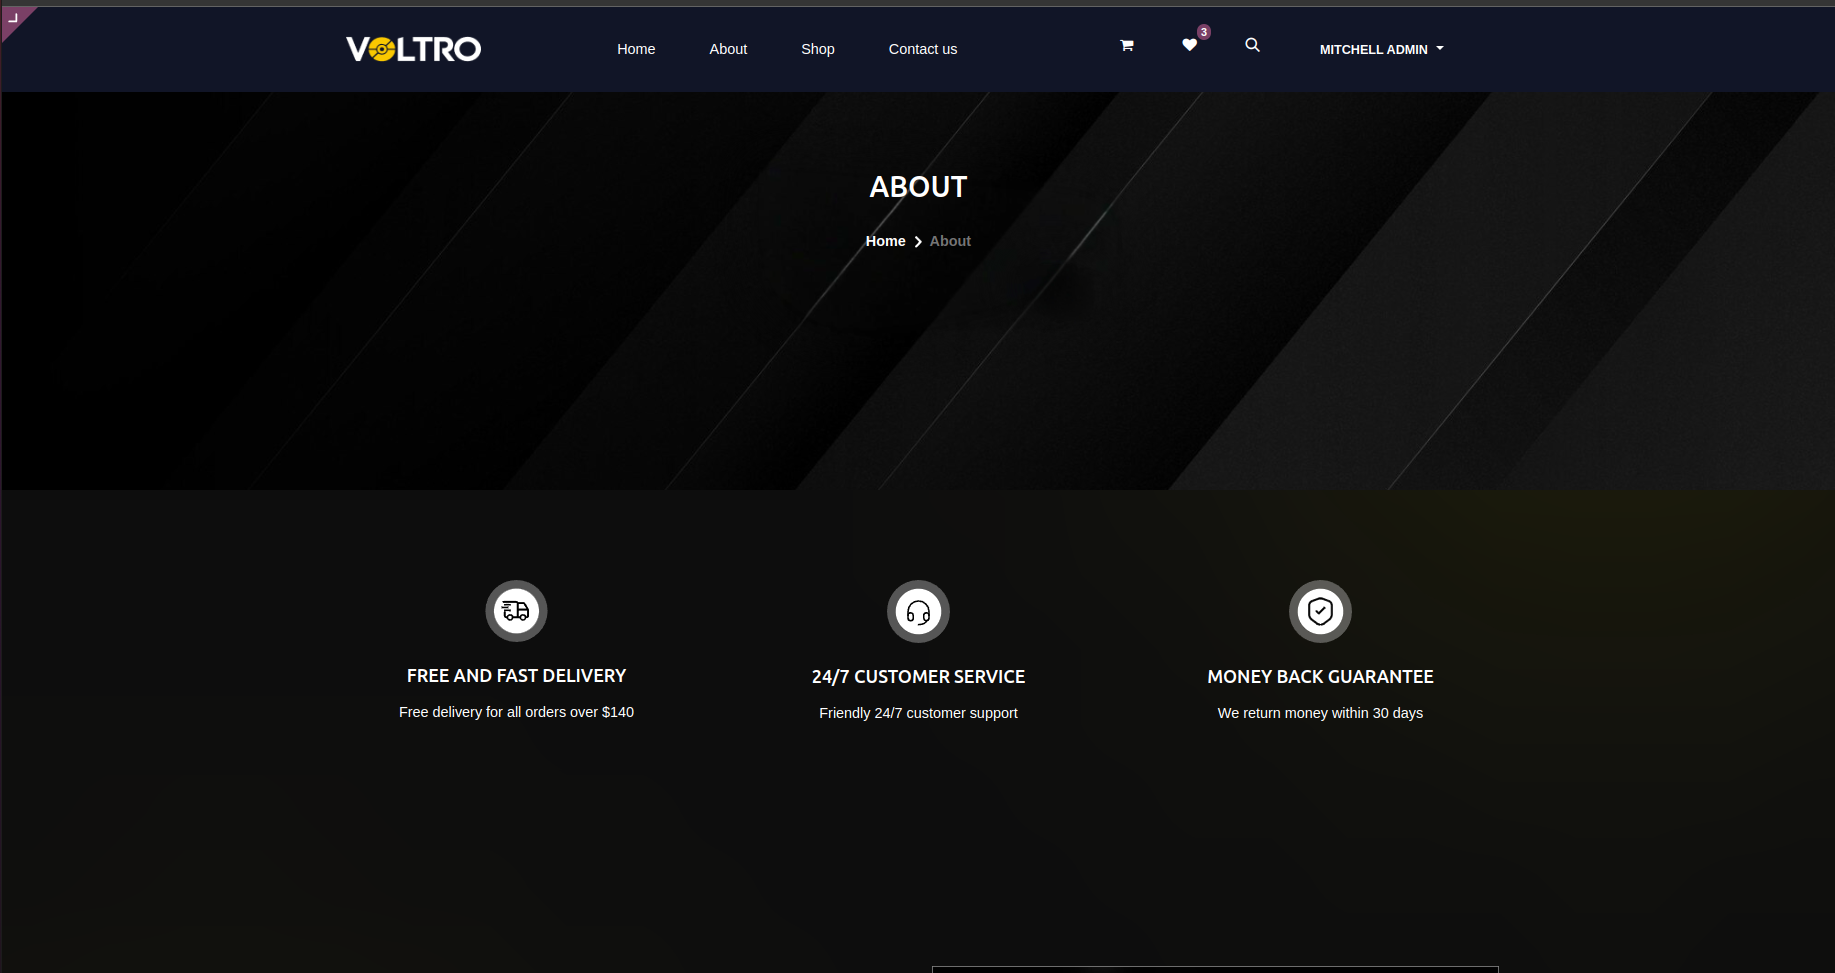 VOLTRO
Home
About
Shop
Contact us
3
MITCHELL ADMIN
ABOUT
Home
About
FREE AND FAST DELIVERY
Free delivery for all orders over $140
24/7 CUSTOMER SERVICE
Friendly 24/7 customer support
MONEY BACK GUARANTEE
We return money within 30 days